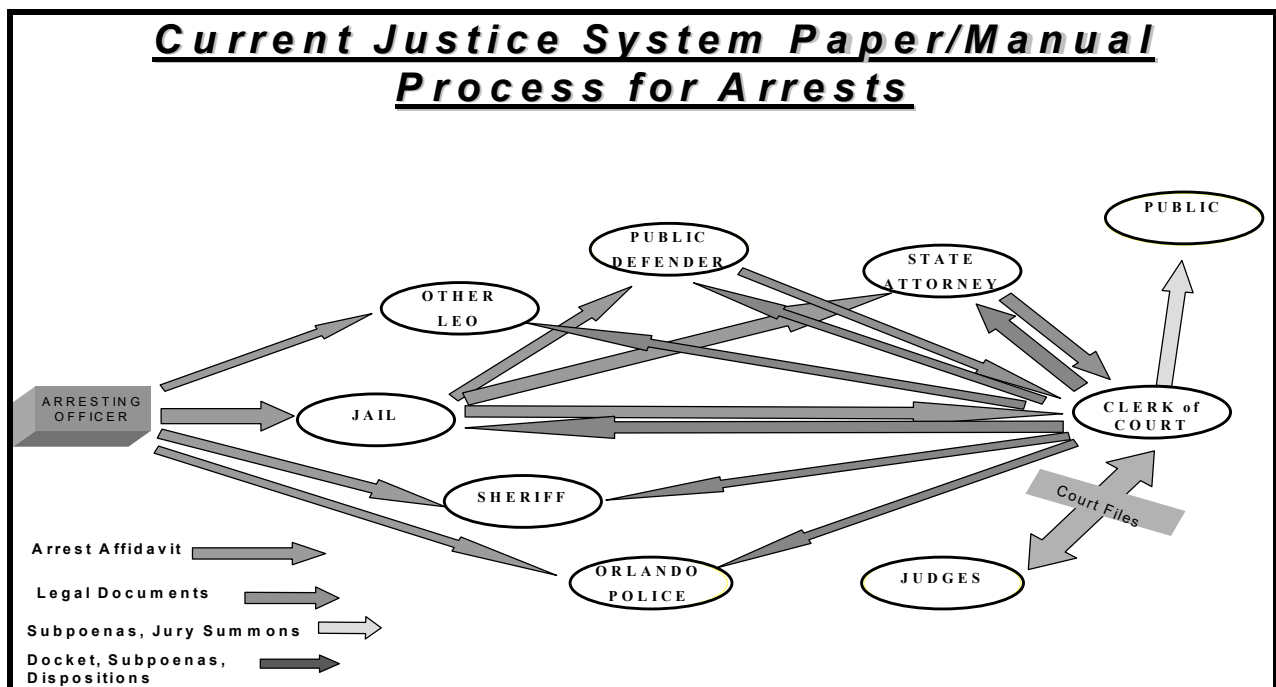 Current Justice System Paper/Manual
Process for Arrests
PUBLIC
PUBLIC
DEFENDER
STATE
ATTORNEY
OTHER
LEO
ARRESTING
OFFICER
JAIL
CLERK of
COURT
SHERIFF
Court Files
ORLANDO
POLICE
JUDGES
Arrest Affidavit
Legal Documents
Subpoenas, Jury Summons
Docket, Subpoenas,
Dispositions